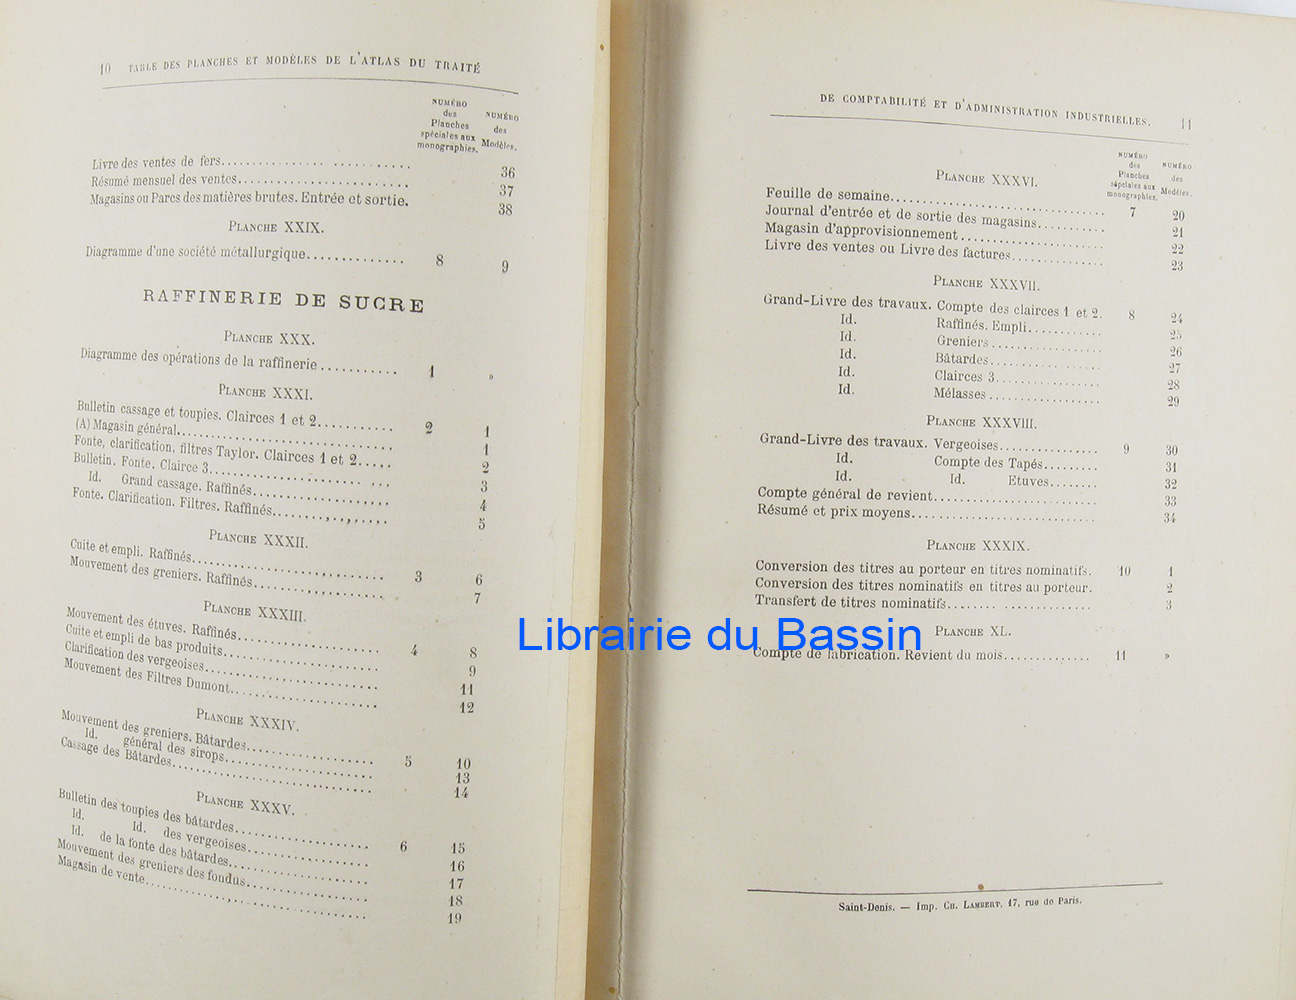 10 TABLE DES PLANCHES ET MODÈLES DE L'ATLAS DU TRAITÉ
NUMÉRO des Planches spéciales aux monographies. NUMÉRO des Modèles.
Livre des ventes de fers 36
Résumé mensuel des ventes 37
Magasins ou Parcs des matières brutes. Entrée et sortie. 38
PLANCHE XXIX.
Diagramme d'une société métallurgique 8 9
RAFFINERIE DE SUCRE
PLANCHE XXX.
Diagramme des opérations de la raffinerie 1 »
PLANCHE XXXI.
Bulletin cassage et toupies. Clairces 1 et 2 2 1
(A) Magasin général 1
Fonte, clarification, filtres Taylor. Clairces 1 et 2 2
Bulletin. Fonte. Clairce 3 3
Id. Grand cassage. Raffinés 4
Fonte. Clarification. Filtres. Raffinés 5
PLANCHE XXXII.
Cuite et empli. Raffinés 3 6
Mouvement des greniers. Raffinés 7
PLANCHE XXXIII.
Mouvement des étuves. Raffinés 4 8
Cuite et empli de bas produits 9
Clarification des vergeoises 11
Mouvement des Filtres Dumont 12
PLANCHE XXXIV.
Mouvement des greniers. Bâtardes 5 10
Id. général des sirops 13
Cassage des Bâtardes 14
PLANCHE XXXV.
Bulletin des toupies des bâtardes 6 15
Id. Id. des vergeoises 16
Id. de la fonte des bâtardes 17
Mouvement des greniers des fondus 18
Magasin de vente 19
DE COMPTABILITÉ ET D'ADMINISTRATION INDUSTRIELLES. 11
NUMÉRO des Planches sépciales aux monographies. NUMÉRO des Modèles.
PLANCHE XXXVI.
Feuille de semaine 7 20
Journal d'entrée et de sortie des magasins 21
Magasin d'approvisionnement 22
Livre des ventes ou Livre des factures 23
PLANCHE XXXVII.
Grand-Livre des travaux. Compte des clairces 1 et 2. 8 24
Id. Raffinés. Empli 25
Id. Greniers 26
Id. Bâtardes 27
Id. Clairces 3 28
Id. Mélasses 29
PLANCHE XXXVIII.
Grand-Livre des travaux. Vergeoises 9 30
Id. Compte des Tapés 31
Id. Id. Etuves 32
Compte général de revient 33
Résumé et prix moyens 34
PLANCHE XXXIX.
Conversion des titres au porteur en titres nominatifs. 10 1
Conversion des titres nominatifs en titres au porteur. 2
Transfert de titres nominatifs 3
PLANCHE XL.
Compte de fabrication. Revient du mois 11 »
Saint-Denis. — Imp. CH. LAMBERT, 17, rue de Paris.
Librairie du Bassin